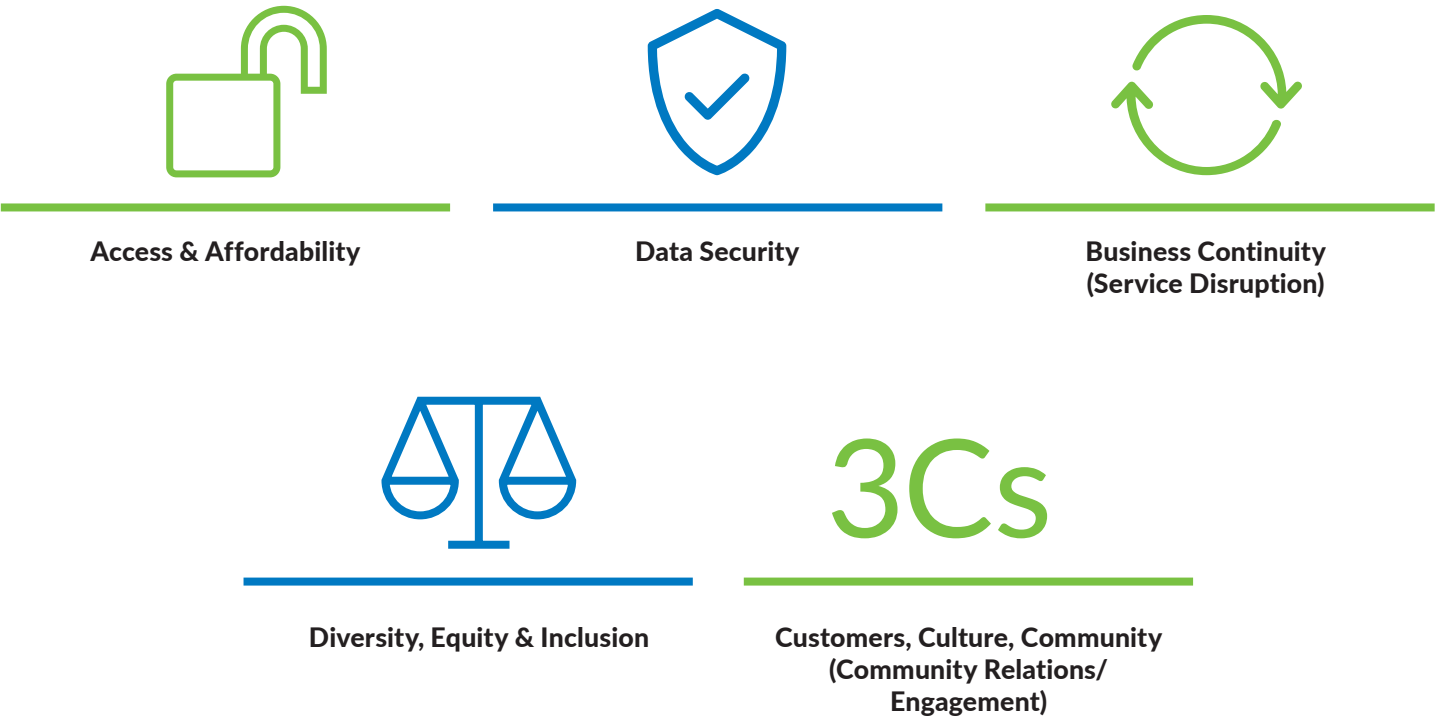 Access & Affordability
Data Security
Business Continuity
(Service Disruption)
3Cs
Diversity, Equity & Inclusion
Customers, Culture, Community
(Community Relations/
Engagement)